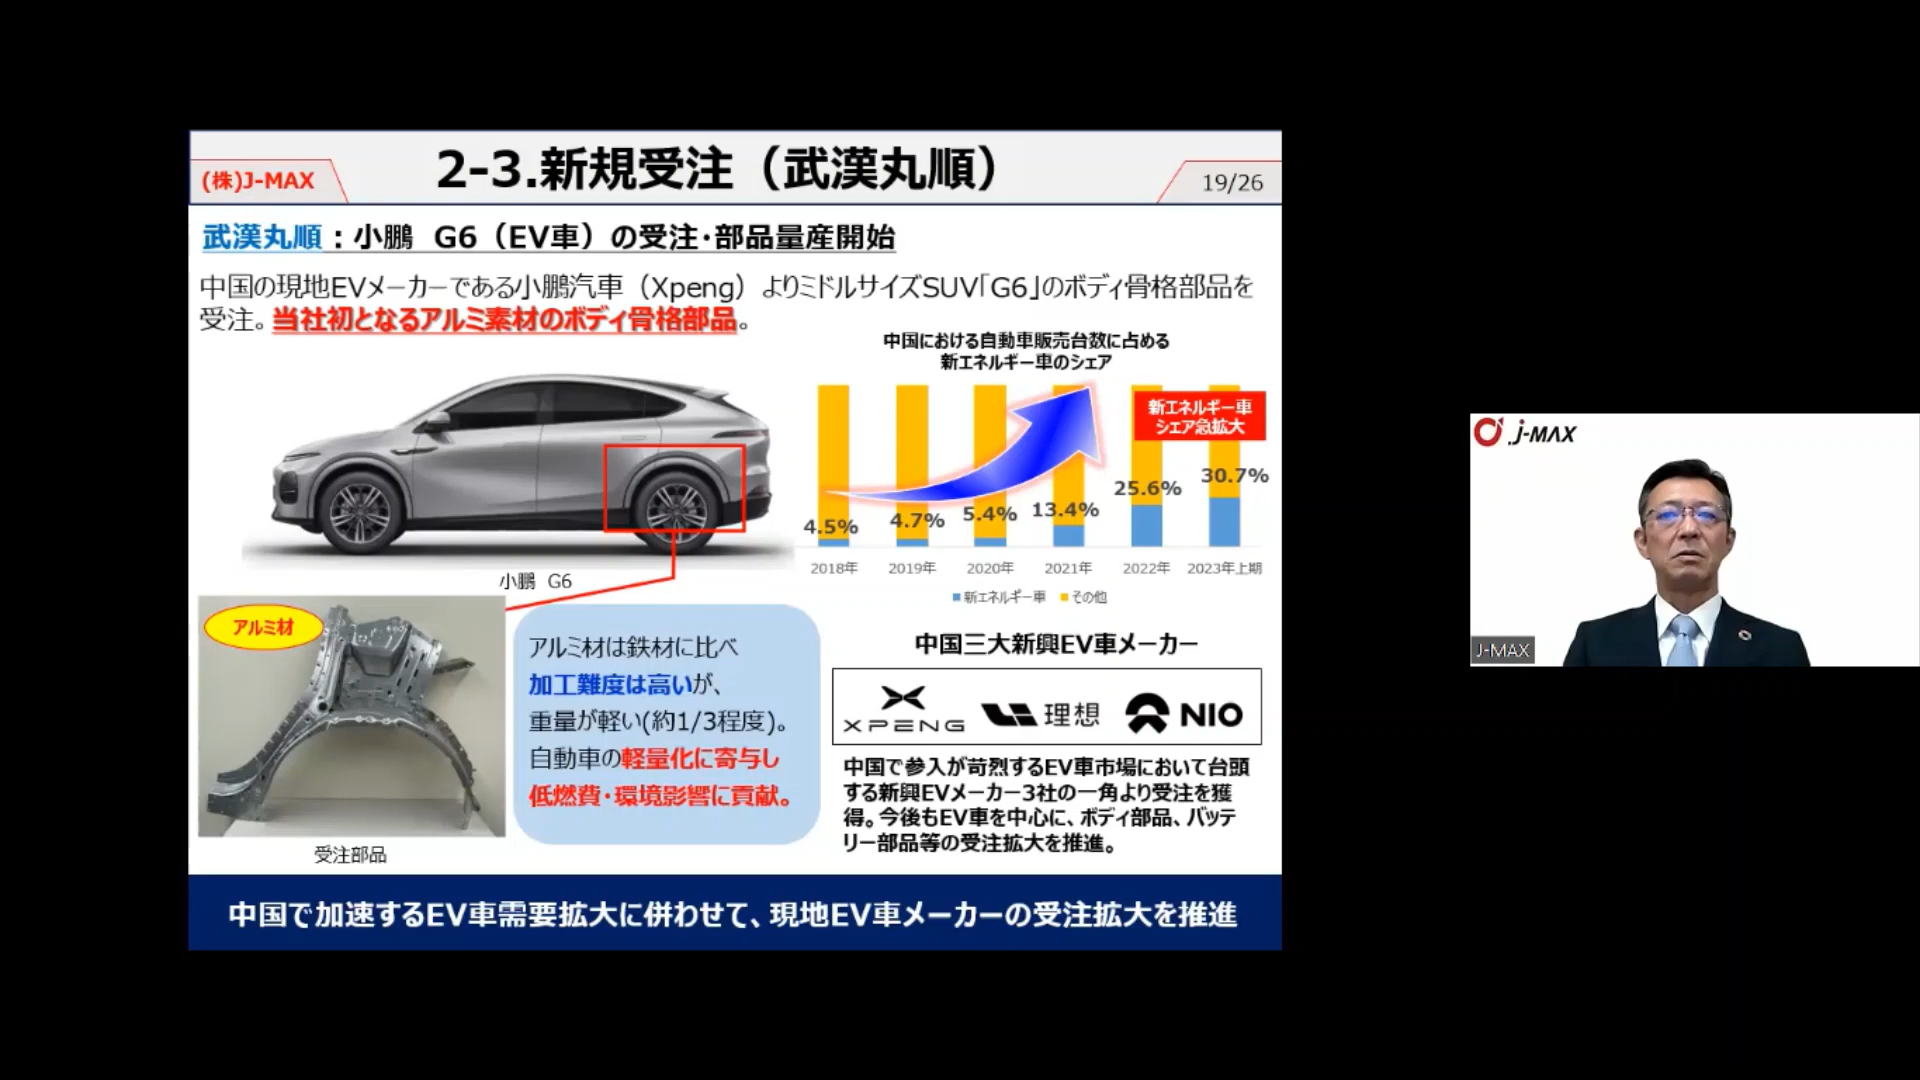 (株)J-MAX
2-3.新規受注（武漢丸順）
19/26
武漢丸順：小鵬 G6（EV車）の受注･部品量産開始
中国の現地EVメーカーである小鵬汽車（Xpeng）よりミドルサイズSUV｢G6｣のボディ骨格部品を
受注。当社初となるアルミ素材のボディ骨格部品。
中国における自動車販売台数に占める
新エネルギー車のシェア
新エネルギー車
シェア急拡大
4.5%
4.7%
5.4%
13.4%
25.6%
30.7%
2018年
2019年
2020年
2021年
2022年
2023年上期
新エネルギー車
その他
小鵬 G6
アルミ材
受注部品
アルミ材は鉄材に比べ
加工難度は高いが、
重量が軽い(約1/3程度)。
自動車の軽量化に寄与し
低燃費･環境影響に貢献。
中国三大新興EV車メーカー
XPENG
理想
NIO
中国で参入が苛烈するEV車市場において台頭
する新興EVメーカー3社の一角より受注を獲
得。今後もEV車を中心に、ボディ部品、バッテ
リー部品等の受注拡大を推進。
中国で加速するEV車需要拡大に併わせて、現地EV車メーカーの受注拡大を推進
J-MAX
J-MAX